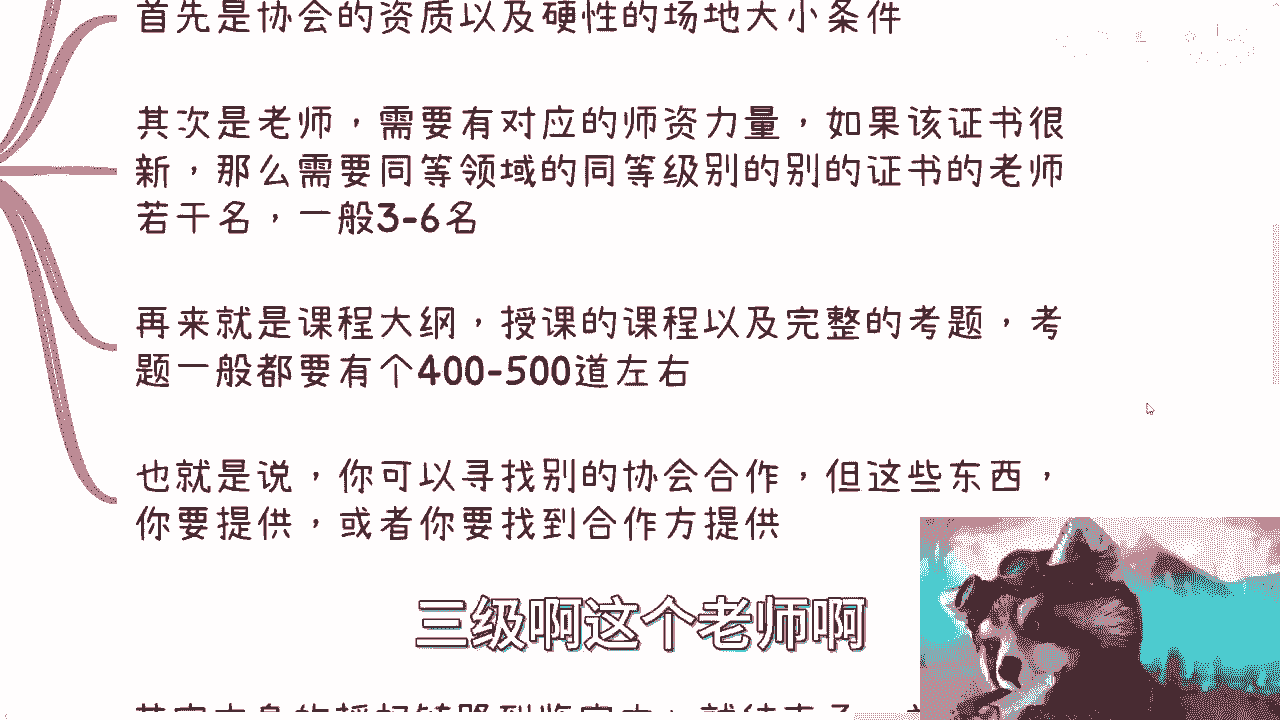 首先是协会的资质以及硬性的场地大小条件
其次是老师，需要有对应的师资力量，如果该证书很
新，那么需要同等领域的同等级别的别的证书的老师
若干名，一般3-6名
再来就是课程大纲，授课的课程以及完整的考题，考
题一般都要有个400-500道左右
也就是说，你可以寻找别的协会合作，但这些东西，
你要提供，或者你要找到合作方提供
三级啊这个老师啊